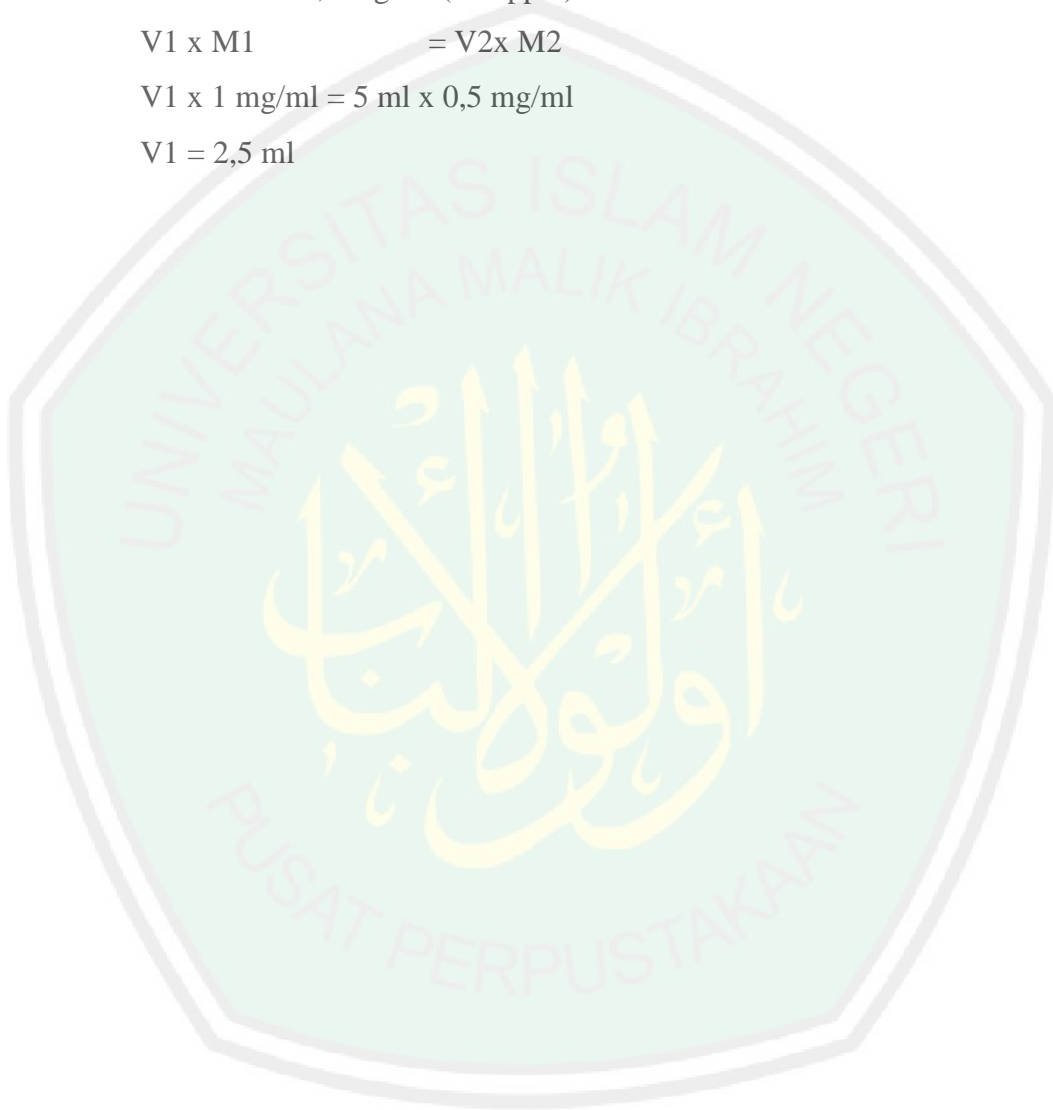 V1 x M1 = V2x M2
V1 x 1 mg/ml = 5 ml x 0,5 mg/ml
V1 = 2,5 ml
UNIVERSITAS ISLAM NEGERI
MAULANA MALIK IBRAHIM
أولوا الألباب
PUSAT PERPUSTAKAAN